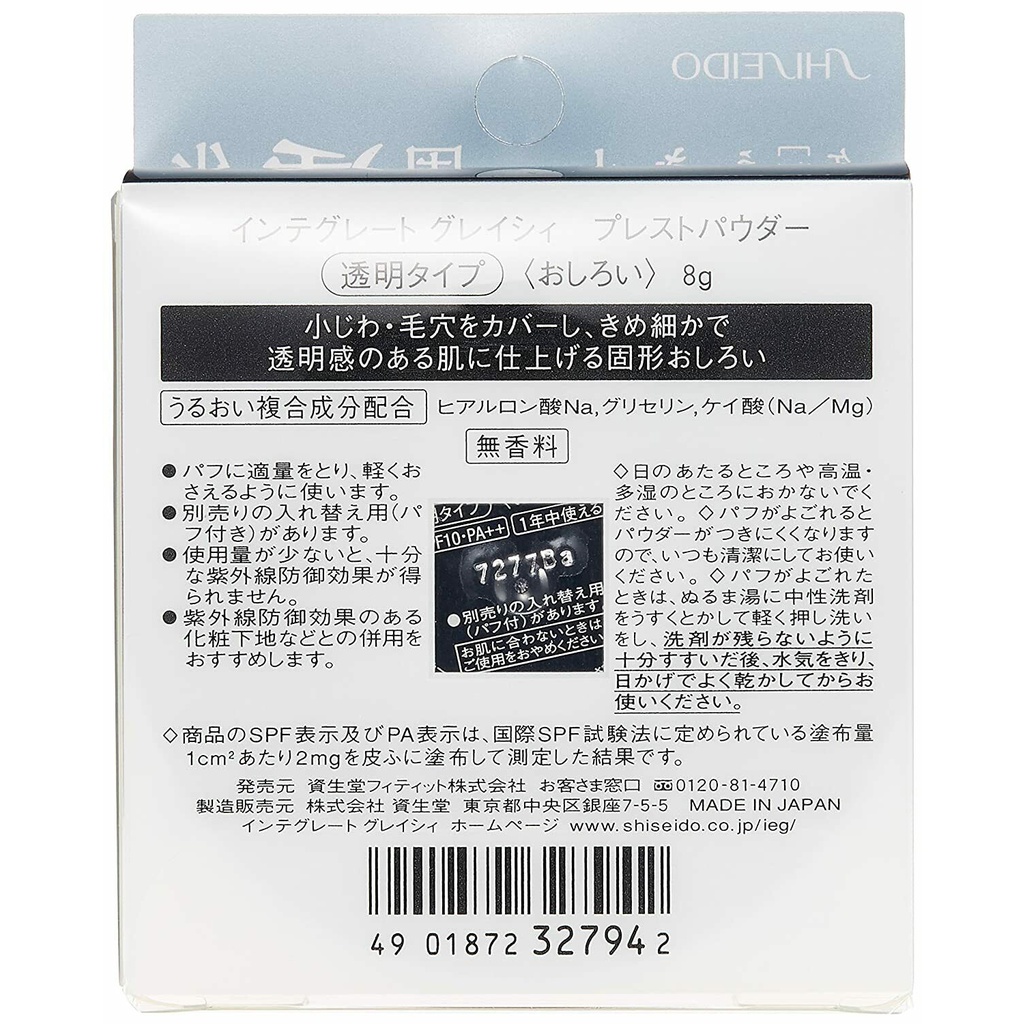 SHISEIDO
インテグレート グレイシィ プレストパウダー
透明タイプ 〈おしろい〉 8g
小じわ・毛穴をカバーし、きめ細かで
透明感のある肌に仕上げる固形おしろい
うるおい複合成分配合 ヒアルロン酸Na,グリセリン,ケイ酸(Na／Mg)
無香料
●パフに適量をとり、軽くお
さえるように使います。
●別売りの入れ替え用(パ
フ付き)があります。
●使用量が少ないと、十分
な紫外線防御効果が得
られません。
●紫外線防御効果のある
化粧下地などとの併用を
おすすめします。
明タイプ
F10・PA++ 1年中使える
7277Ba
●別売りの入れ替え用
(パフ付)があります
お肌に合わないときは
ご使用をおやめください
◇日のあたるところや高温・
多湿のところにおかないでく
ださい。◇パフがよごれると
パウダーがつきにくくなります
ので、いつも清潔にしてお使い
ください。◇パフがよごれた
ときは、ぬるま湯に中性洗剤
をうすくとかして軽く押し洗い
をし、洗剤が残らないように
十分すすいだ後、水気をきり、
日かげでよく乾かしてからお
使いください。
◇商品のSPF表示及びPA表示は、国際SPF試験法に定められている塗布量
1cm²あたり2mgを皮ふに塗布して測定した結果です。
発売元 資生堂フィティット株式会社 お客さま窓口 0120-81-4710
製造販売元 株式会社 資生堂 東京都中央区銀座7-5-5 MADE IN JAPAN
インテグレート グレイシィ ホームページ www.shiseido.co.jp/ieg/
49 01872 32794 2